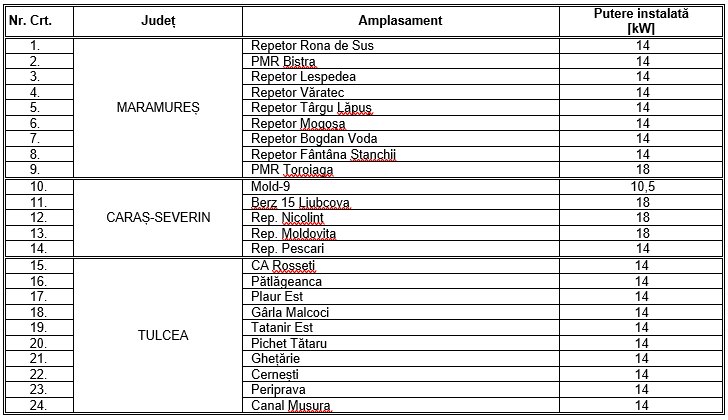 Nr. Crt. Județ Amplasament Putere instalată [kW]
1. MARAMUREȘ Repetor Rona de Sus 14
2. PMR Bistra 14
3. Repetor Lespedea 14
4. Repetor Văratec 14
5. Repetor Târgu Lăpuș 14
6. Repetor Mogoșa 14
7. Repetor Bogdan Voda 14
8. Repetor Fântâna Stanchii 14
9. PMR Toroiaga 18
10. CARAȘ-SEVERIN Mold-9 10,5
11. Berz 15 Liubcova 18
12. Rep. Nicolint 18
13. Rep. Moldovita 18
14. Rep. Pescari 14
15. TULCEA CA Rosseti 14
16. Pătlăgeanca 14
17. Plaur Est 14
18. Gârla Malcoci 14
19. Tatanir Est 14
20. Pichet Tătaru 14
21. Ghețărie 14
22. Cernești 14
23. Periprava 14
24. Canal Musura 14